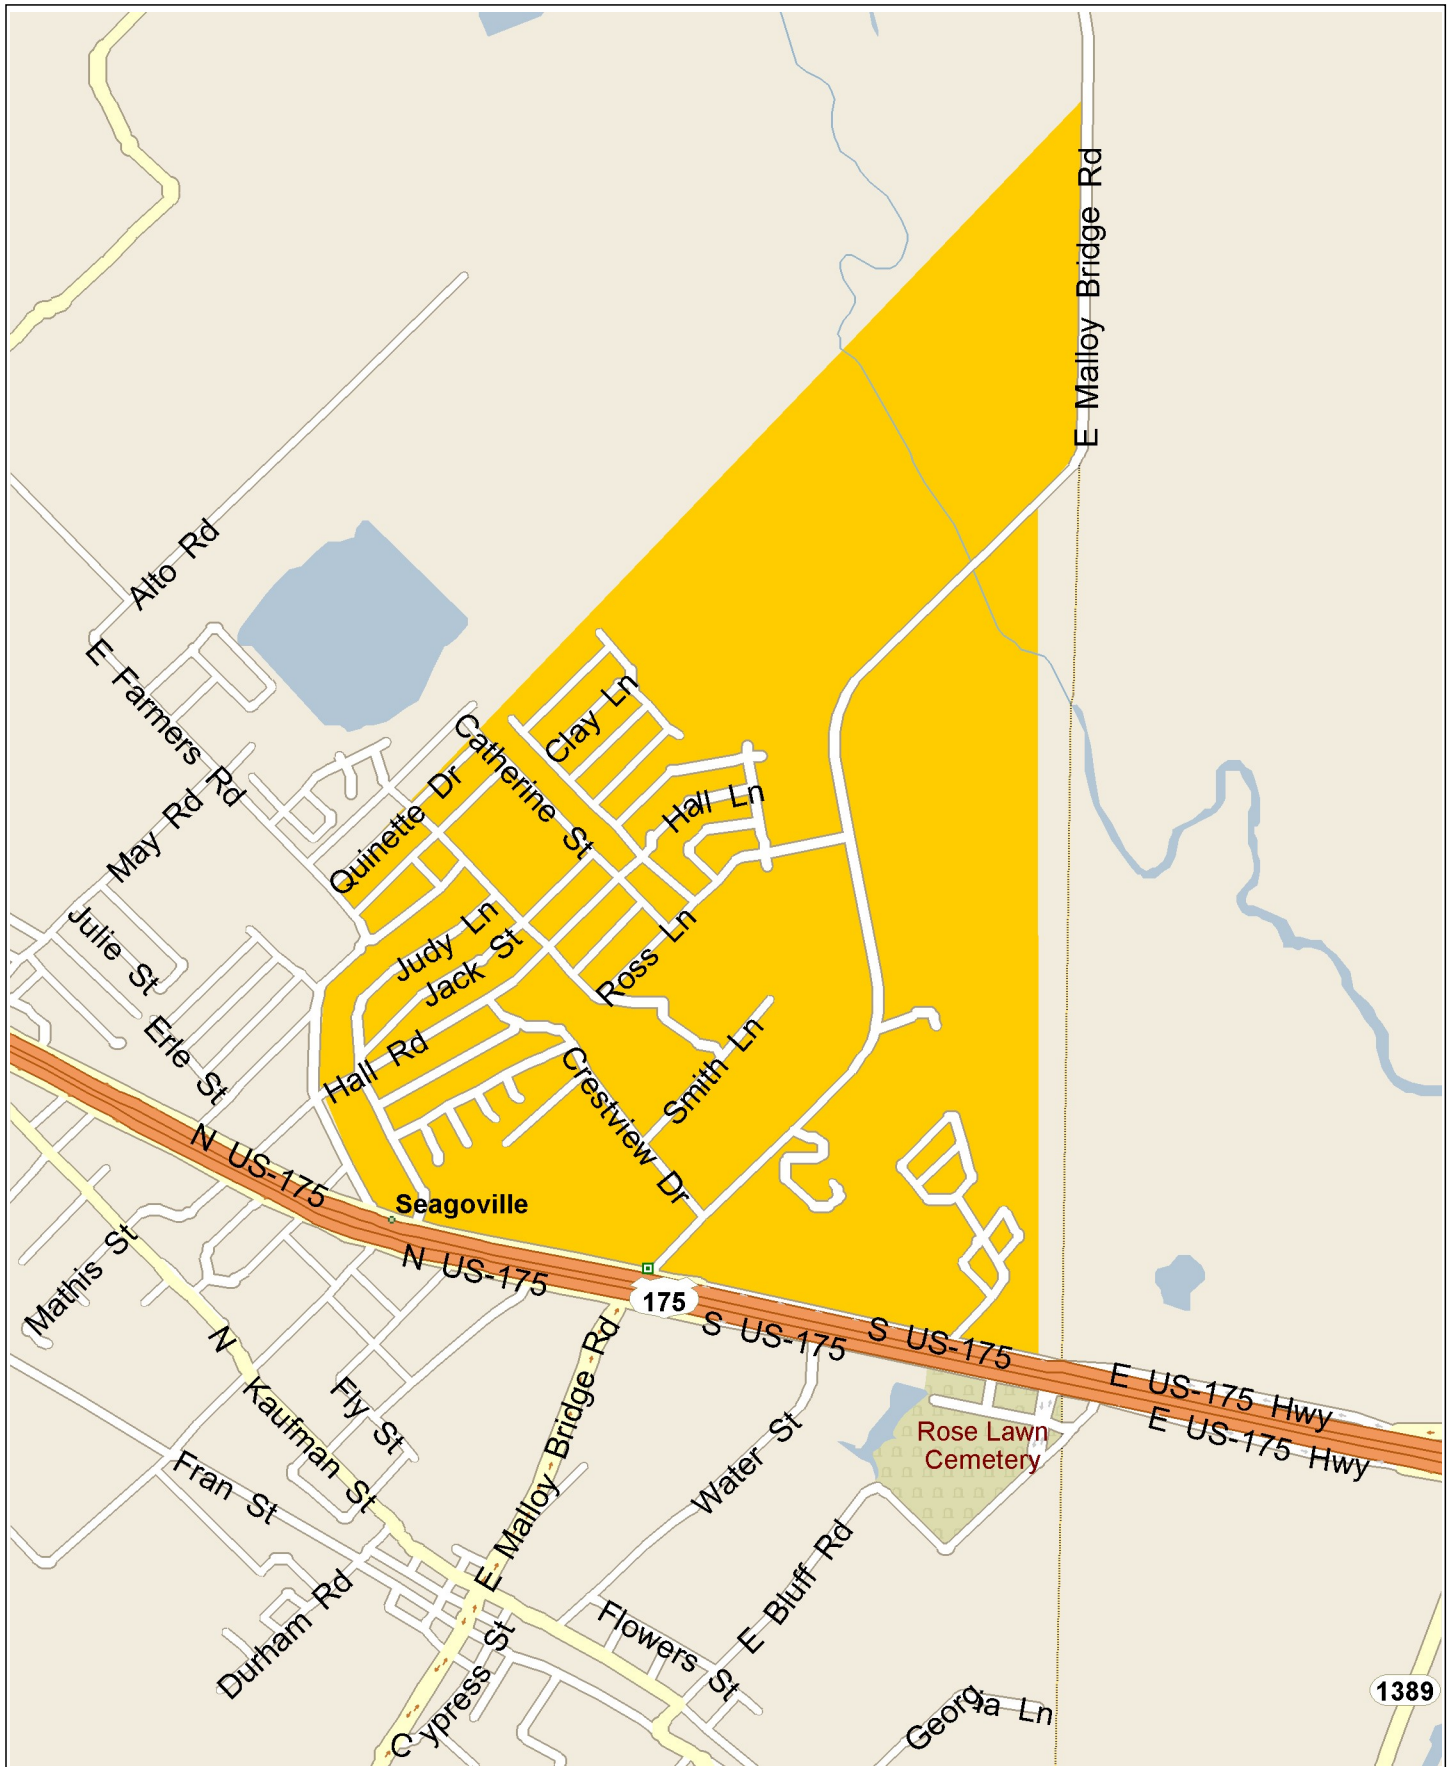 E Malloy Bridge Rd
Alto Rd
E Farmers Rd
Clay Ln
Catherine St
Quinette Dr
Hall Ln
May Rd
Julie St
Judy Ln
Jack St
Ross Ln
Erle St
Hall Rd
Crestview Dr
Smith Ln
N US-175
Seagoville
N US-175
175
S US-175
S US-175
E US-175 Hwy
E US-175 Hwy
Mathis St
N Kaufman St
Fly St
E Malloy Bridge Rd
Water St
Rose Lawn
Cemetery
Fran St
E Bluff Rd
Durham Rd
Flowers St
Cypress St
Georgia Ln
1389